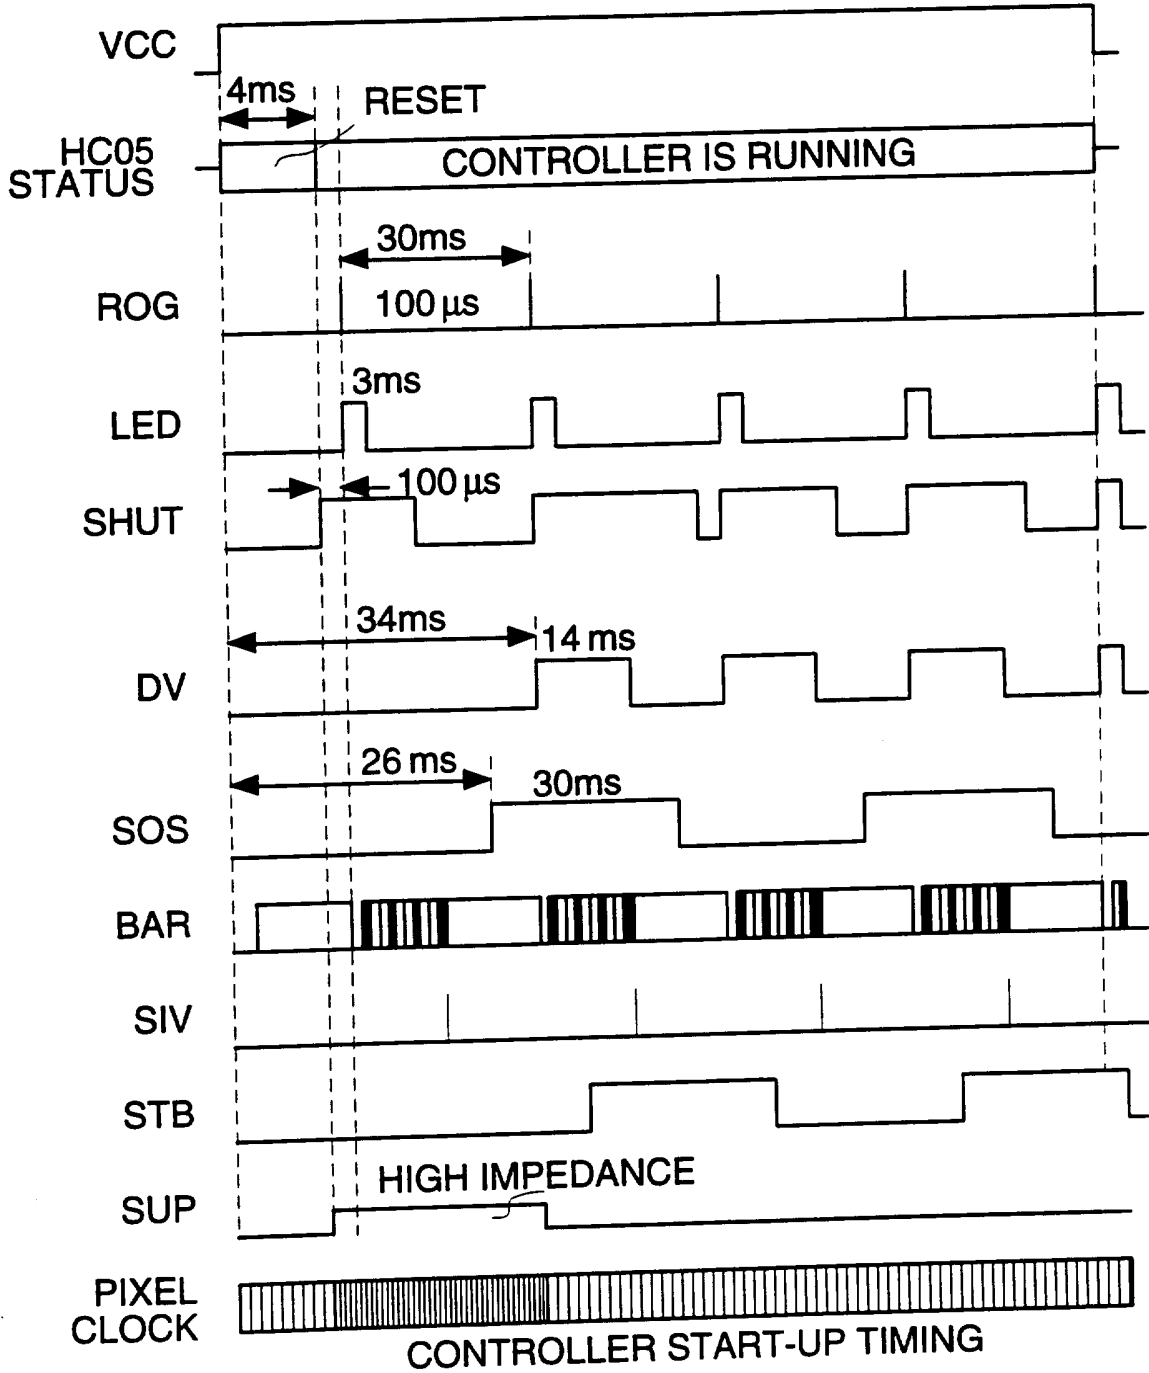 VCC
4ms
RESET
HC05
STATUS
CONTROLLER IS RUNNING
30ms
ROG
100 µs
3ms
LED
100 µs
SHUT
34ms
14 ms
DV
26 ms
30ms
SOS
BAR
SIV
STB
HIGH IMPEDANCE
SUP
PIXEL
CLOCK
CONTROLLER START-UP TIMING